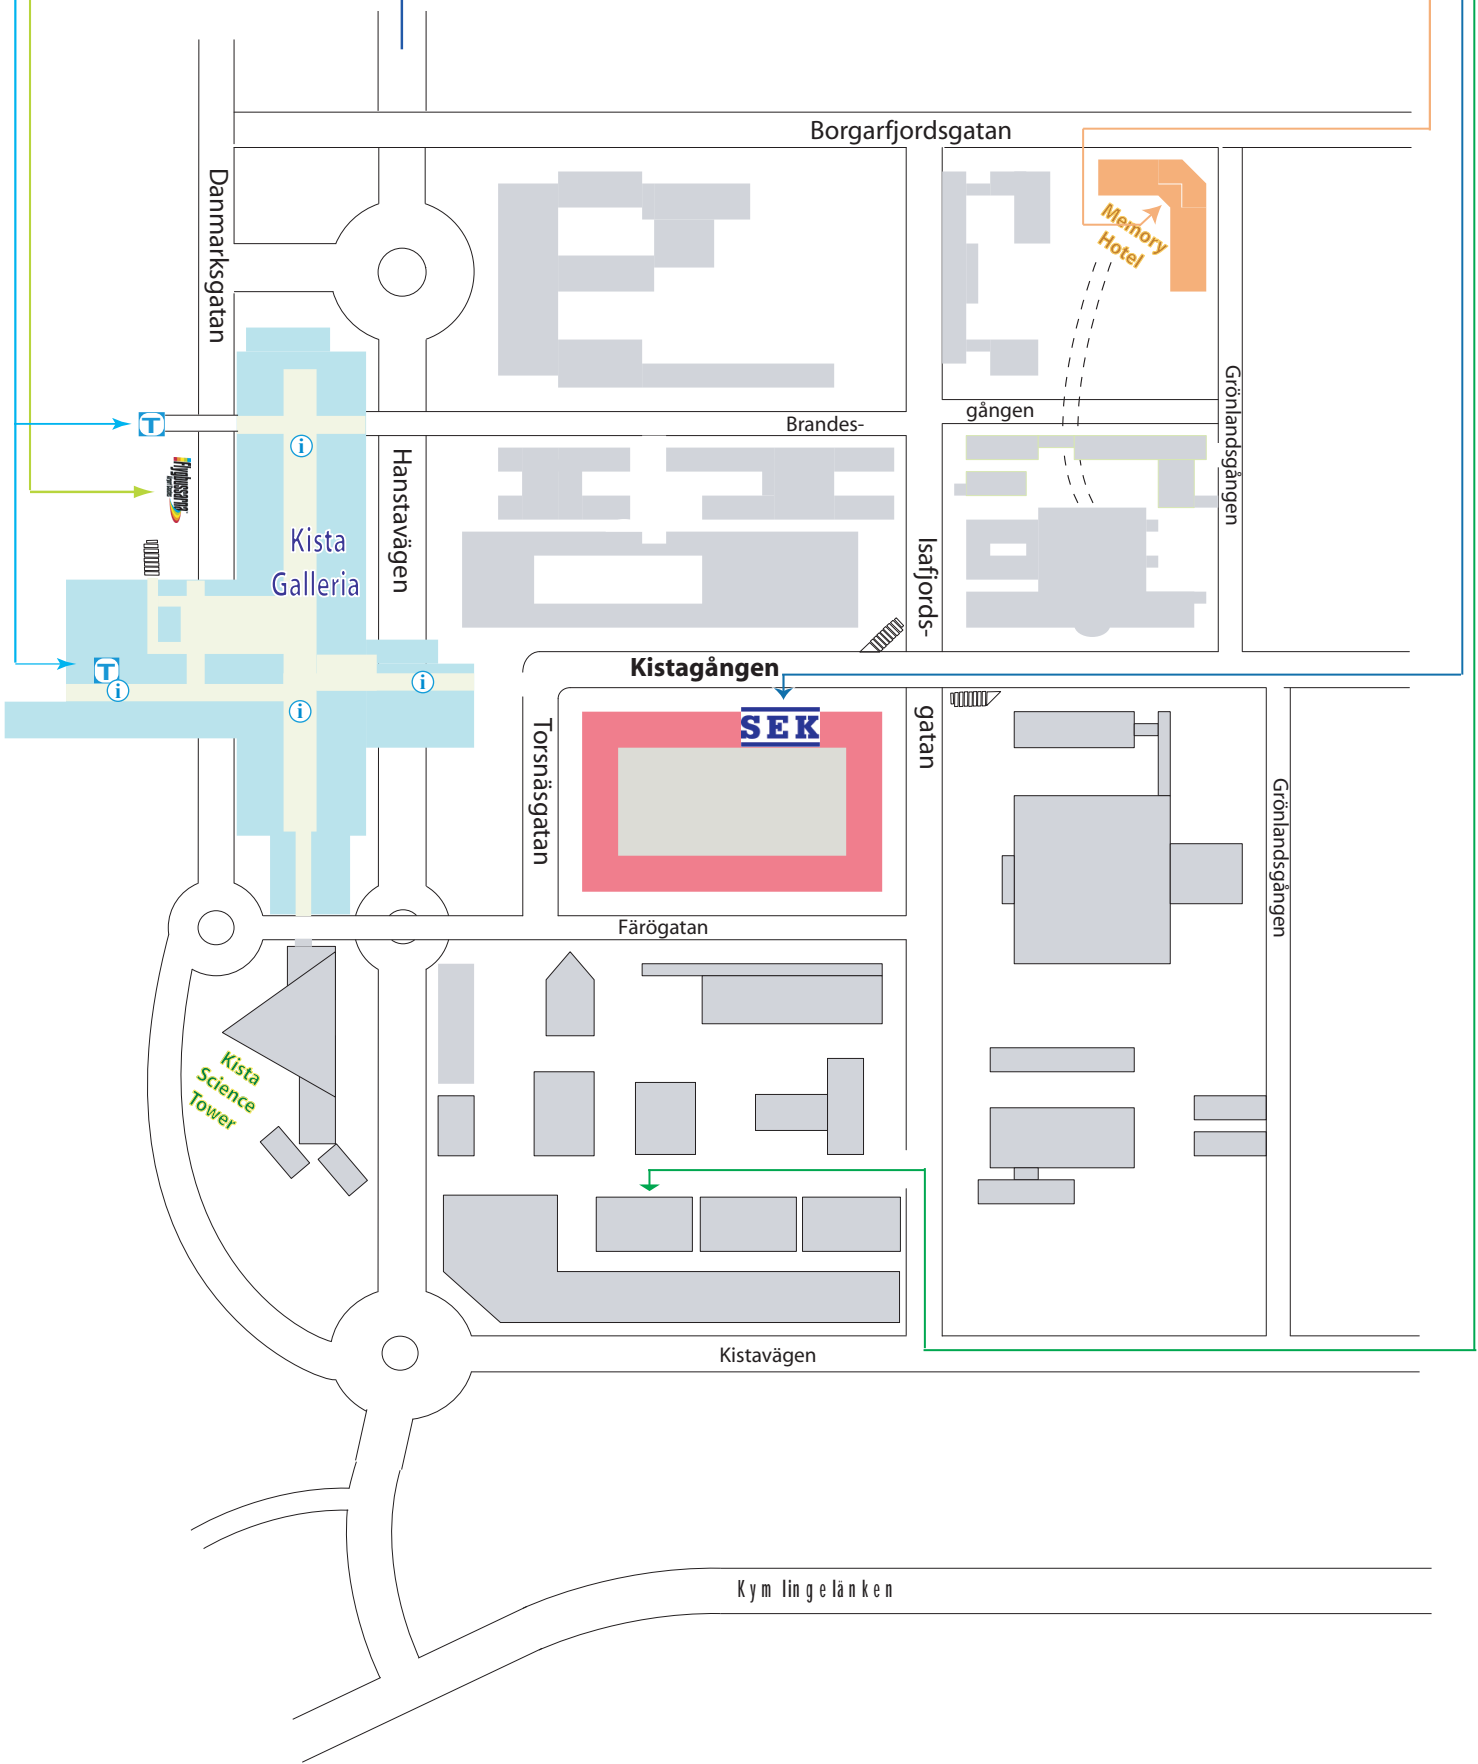 Borgarfjordsgatan
Danmarksgatan
Memory
Hotel
Grönlandsgången
Brandes-
gången
T
i
Flygbussarna
Hanstavägen
Kista
Galleria
Isafjords-
Kistagången
T
i
i
i
SEK
gatan
Torsnäsgatan
Grönlandsgången
Färögatan
Kista
Science
Tower
Kistavägen
Kymlingelänken